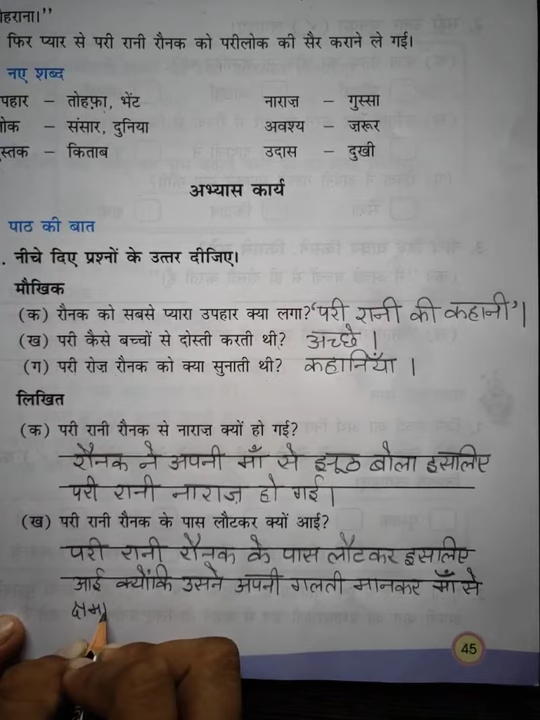 हराना।"
फिर प्यार से परी रानी रौनक को परीलोक की सैर कराने ले गई।
नए शब्द
पहार – तोहफ़ा, भेंट नाराज – गुस्सा
ोक – संसार, दुनिया अवश्य – ज़रूर
स्तक – किताब उदास – दुखी
अभ्यास कार्य
पाठ की बात
. नीचे दिए प्रश्नों के उत्तर दीजिए।
मौखिक
(क) रौनक को सबसे प्यारा उपहार क्या लगा? 'परी रानी की कहानी'।
(ख) परी कैसे बच्चों से दोस्ती करती थी? अच्छे ।
(ग) परी रोज़ रौनक को क्या सुनाती थी? कहानियाँ ।
लिखित
(क) परी रानी रौनक से नाराज़ क्यों हो गई?
रौनक ने अपनी माँ से झूठ बोला इसलिए
परी रानी नाराज़ हो गई।
(ख) परी रानी रौनक के पास लौटकर क्यों आई?
परी रानी रौनक के पास लौटकर इसलिए
आई क्योंकि उसने अपनी गलती मानकर माँ से
क्षमा
45